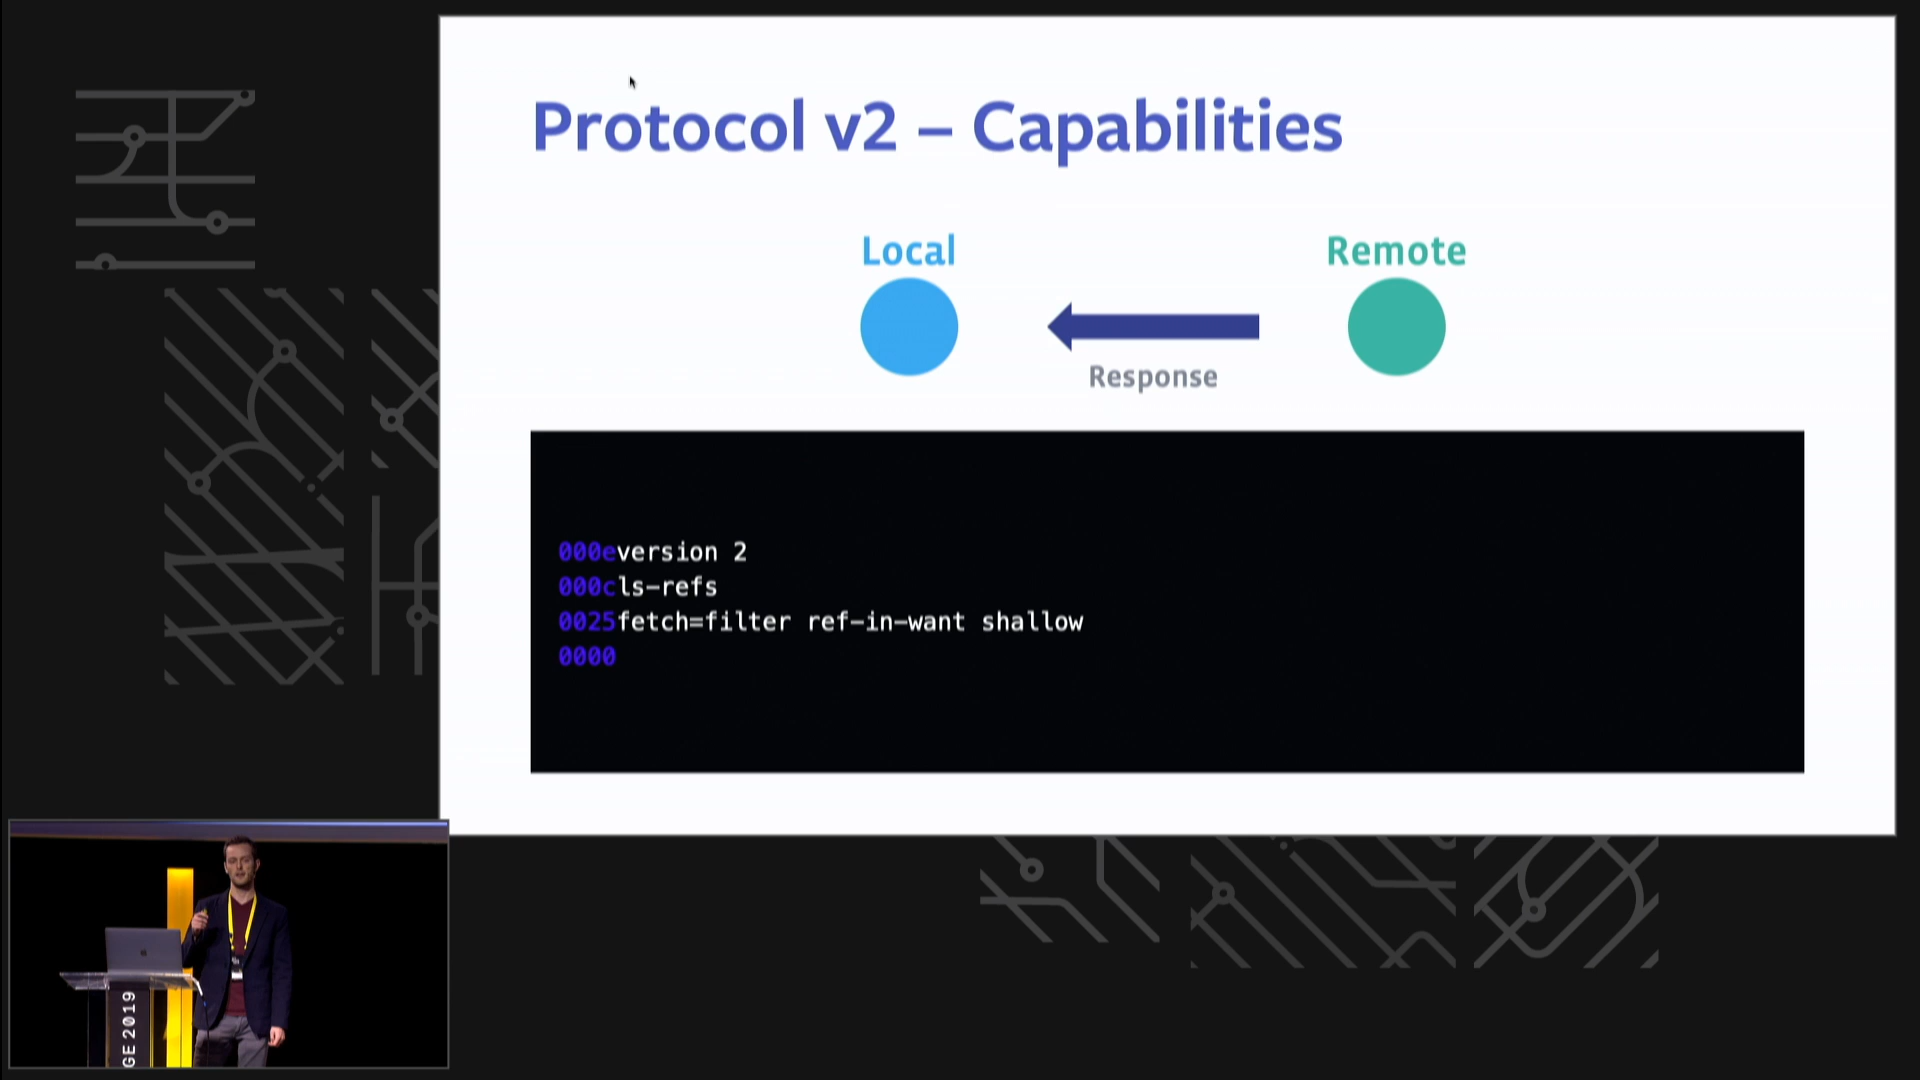 Protocol v2 – Capabilities
Local
Remote
Response
000eversion 2
000cls-refs
0025fetch=filter ref-in-want shallow
0000
GE 2019